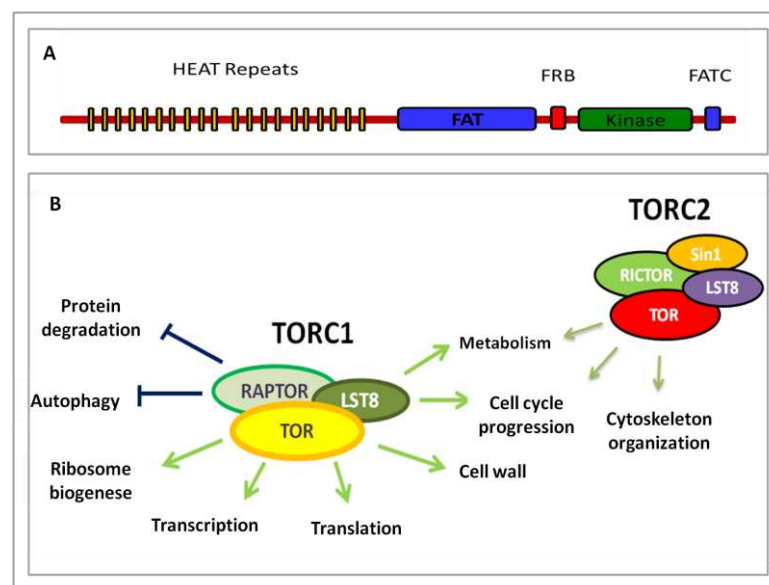 A
HEAT Repeats
FRB
FATC
FAT
Kinase
B
TORC2
Sin1
RICTOR
LST8
TOR
Protein
degradation
TORC1
Metabolism
RAPTOR
LST8
Autophagy
TOR
Cell cycle
progression
Cytoskeleton
organization
Ribosome
biogenese
Cell wall
Transcription
Translation